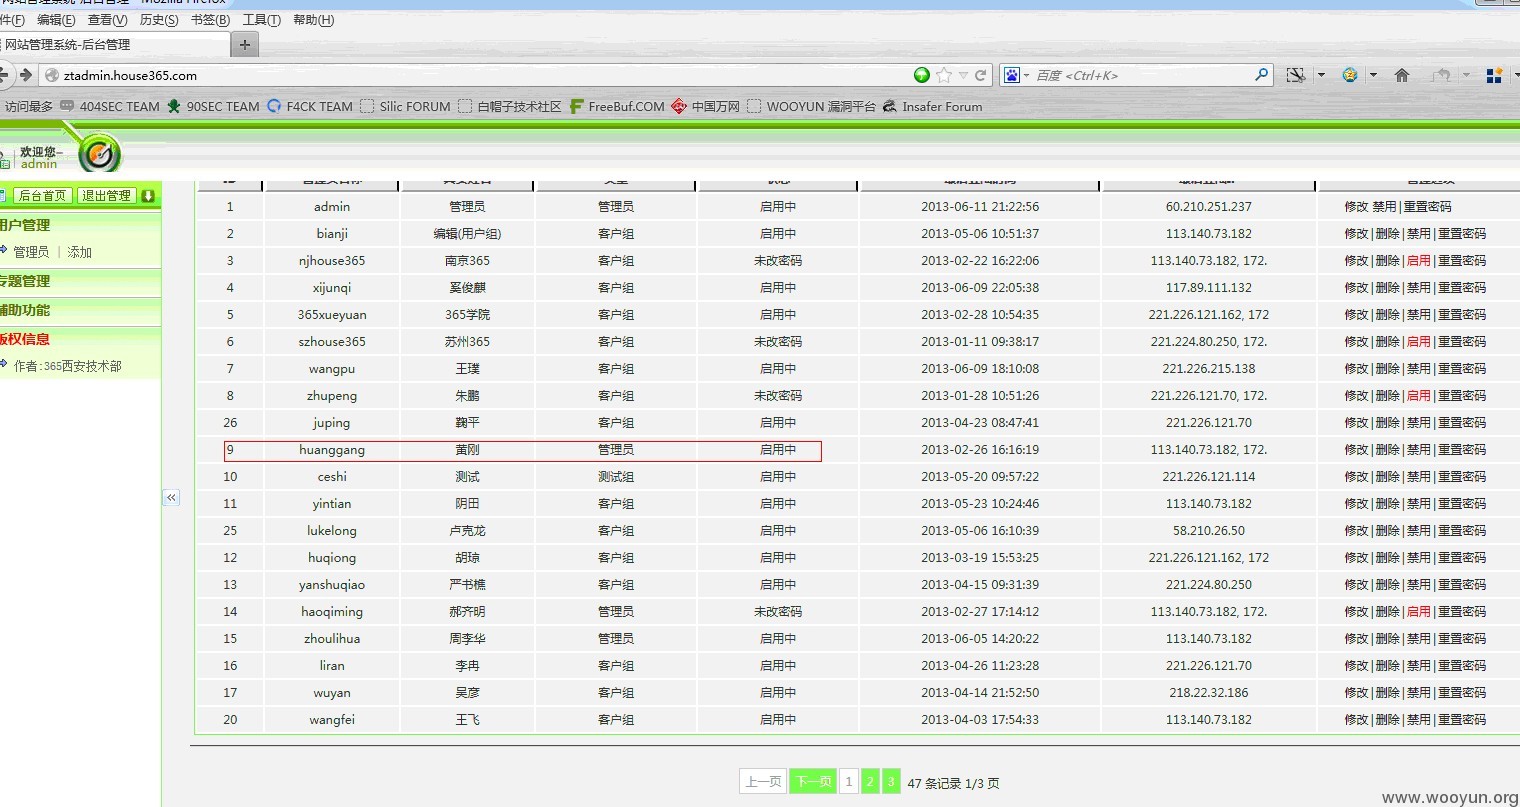 网站管理系统-后台管理 - Mozilla Firefox
件(F) 编辑(E) 查看(V) 历史(S) 书签(B) 工具(T) 帮助(H)
网站管理系统-后台管理
ztadmin.house365.com 百度 <Ctrl+K>
访问最多 404SEC TEAM 90SEC TEAM F4CK TEAM Silic FORUM 白帽子技术社区 FreeBuf.COM 中国万网 WOOYUN 漏洞平台 Insafer Forum
欢迎您-
admin
后台首页 退出管理
用户管理
管理员 | 添加
专题管理
辅助功能
版权信息
作者:365西安技术部
1 admin 管理员 管理员 启用中 2013-06-11 21:22:56 60.210.251.237 修改 禁用|重置密码
2 bianji 编辑(用户组) 客户组 启用中 2013-05-06 10:51:37 113.140.73.182 修改|删除|禁用|重置密码
3 njhouse365 南京365 客户组 未改密码 2013-02-22 16:22:06 113.140.73.182, 172. 修改|删除|启用|重置密码
4 xijunqi 奚俊麒 客户组 启用中 2013-06-09 22:05:38 117.89.111.132 修改|删除|禁用|重置密码
5 365xueyuan 365学院 客户组 启用中 2013-02-28 10:54:35 221.226.121.162, 172 修改|删除|禁用|重置密码
6 szhouse365 苏州365 客户组 未改密码 2013-01-11 09:38:17 221.224.80.250, 172. 修改|删除|启用|重置密码
7 wangpu 王璞 客户组 启用中 2013-06-09 18:10:08 221.226.215.138 修改|删除|禁用|重置密码
8 zhupeng 朱鹏 客户组 未改密码 2013-01-28 10:51:26 221.226.121.70, 172. 修改|删除|启用|重置密码
26 juping 鞠平 客户组 启用中 2013-04-23 08:47:41 221.226.121.70 修改|删除|禁用|重置密码
9 huanggang 黄刚 管理员 启用中 2013-02-26 16:16:19 113.140.73.182, 172. 修改|删除|禁用|重置密码
10 ceshi 测试 测试组 启用中 2013-05-20 09:57:22 221.226.121.114 修改|删除|禁用|重置密码
11 yintian 阴田 客户组 启用中 2013-05-23 10:24:46 113.140.73.182 修改|删除|禁用|重置密码
25 lukelong 卢克龙 客户组 启用中 2013-05-06 16:10:39 58.210.26.50 修改|删除|禁用|重置密码
12 huqiong 胡琼 客户组 启用中 2013-03-19 15:53:25 221.226.121.162, 172 修改|删除|禁用|重置密码
13 yanshuqiao 严书樵 客户组 启用中 2013-04-15 09:31:39 221.224.80.250 修改|删除|禁用|重置密码
14 haoqiming 郝齐明 管理员 未改密码 2013-02-27 17:14:12 113.140.73.182, 172. 修改|删除|启用|重置密码
15 zhoulihua 周李华 管理员 启用中 2013-06-05 14:20:22 113.140.73.182 修改|删除|禁用|重置密码
16 liran 李冉 客户组 启用中 2013-04-26 11:23:28 221.226.121.70 修改|删除|禁用|重置密码
17 wuyan 吴彦 客户组 启用中 2013-04-14 21:52:50 218.22.32.186 修改|删除|禁用|重置密码
20 wangfei 王飞 客户组 启用中 2013-04-03 17:54:33 113.140.73.182 修改|删除|禁用|重置密码
上一页 下一页 1 2 3 47 条记录 1/3 页
www.wooyun.org